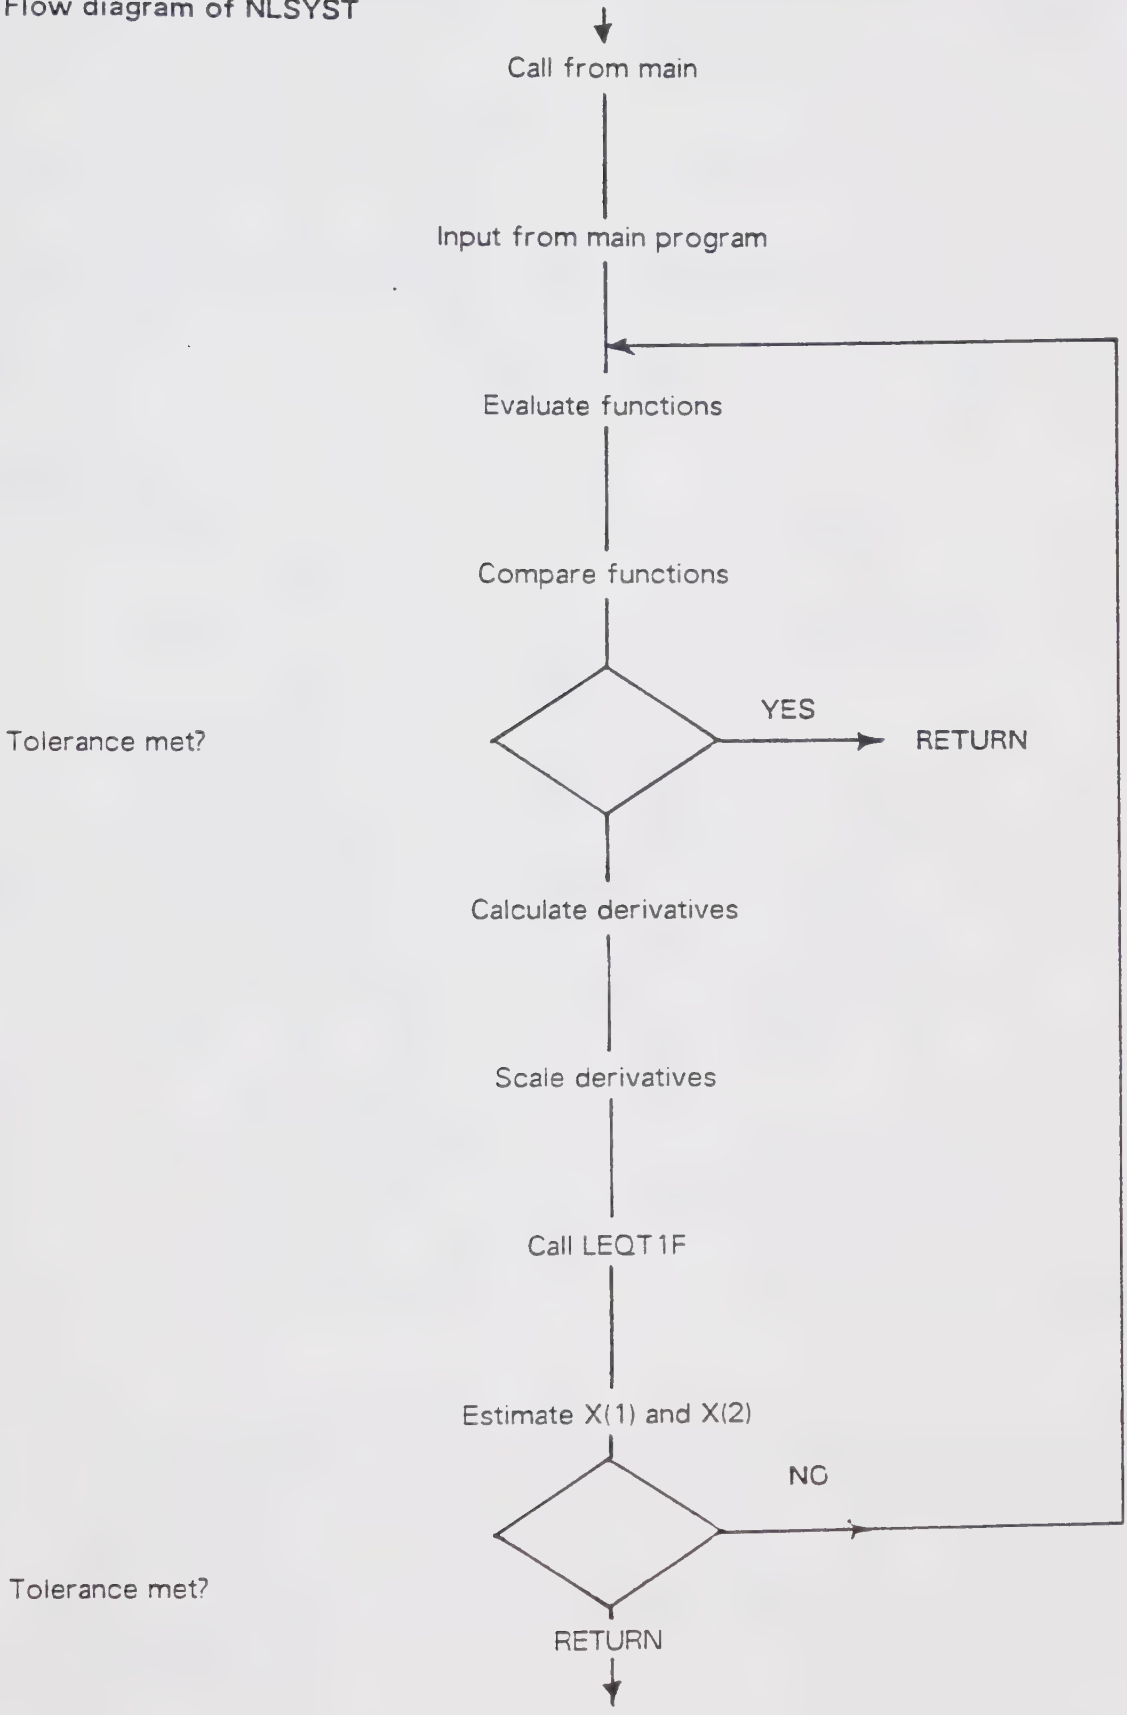 Flow diagram of NLSYST
Call from main
Input from main program
Evaluate functions
Compare functions
YES
Tolerance met?
RETURN
Calculate derivatives
Scale derivatives
Call LEQT1F
Estimate X(1) and X(2)
NO
Tolerance met?
RETURN